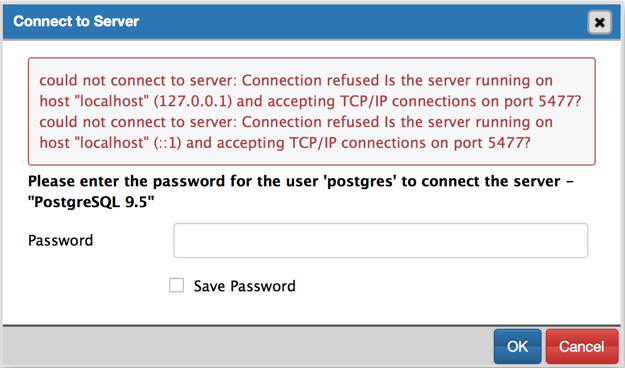 Connect to Server
could not connect to server: Connection refused Is the server running on
host "localhost" (127.0.0.1) and accepting TCP/IP connections on port 5477?
could not connect to server: Connection refused Is the server running on
host "localhost" (::1) and accepting TCP/IP connections on port 5477?
Please enter the password for the user 'postgres' to connect the server –
"PostgreSQL 9.5"
Password
Save Password
OK Cancel